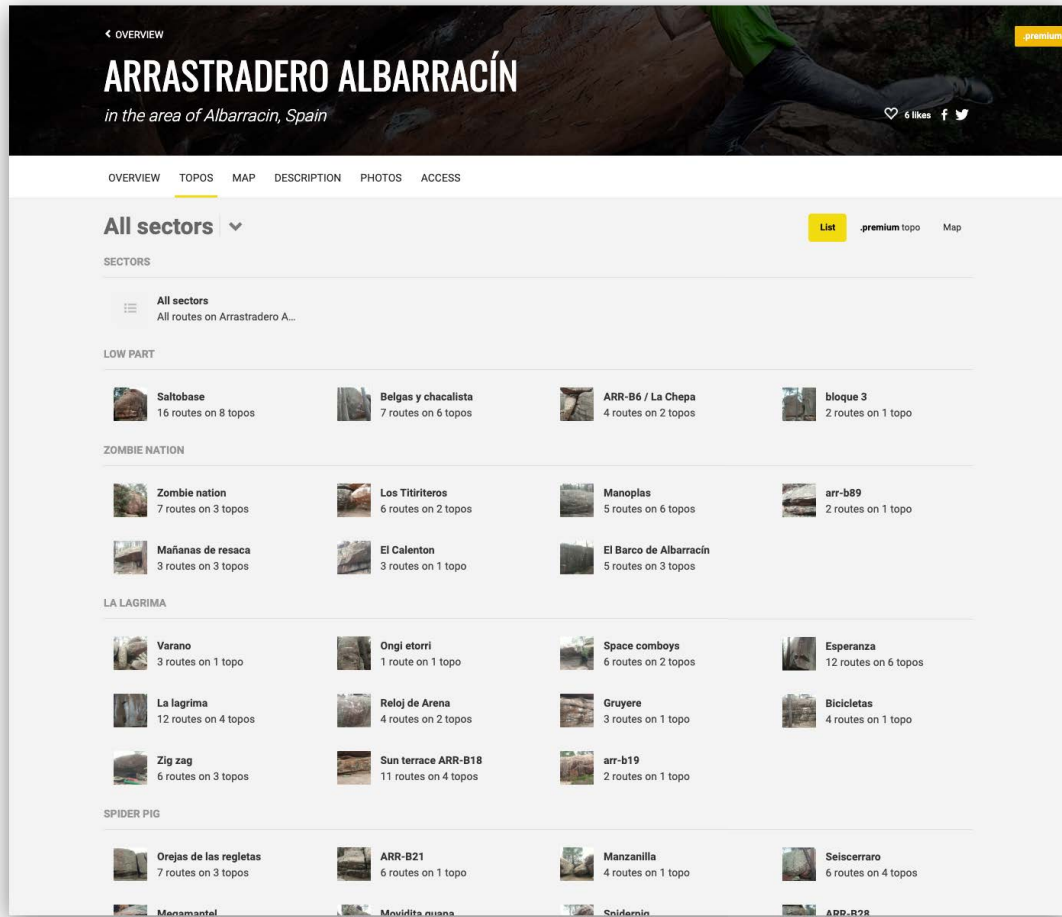 OVERVIEW
.premium
ARRASTRADERO ALBARRACÍN
in the area of Albarracin, Spain
6 likes
OVERVIEW TOPOS MAP DESCRIPTION PHOTOS ACCESS
All sectors
List .premium topo Map
SECTORS
All sectors
All routes on Arrastradero A...
LOW PART
Saltobase
16 routes on 8 topos
Belgas y chacalista
7 routes on 6 topos
ARR-B6 / La Chepa
4 routes on 2 topos
bloque 3
2 routes on 1 topo
ZOMBIE NATION
Zombie nation
7 routes on 3 topos
Los Titiriteros
6 routes on 2 topos
Manoplas
5 routes on 6 topos
arr-b89
2 routes on 1 topo
Mañanas de resaca
3 routes on 3 topos
El Calenton
3 routes on 1 topo
El Barco de Albarracín
5 routes on 3 topos
LA LAGRIMA
Varano
3 routes on 1 topo
Ongi etorri
1 route on 1 topo
Space comboys
6 routes on 2 topos
Esperanza
12 routes on 6 topos
La lagrima
12 routes on 4 topos
Reloj de Arena
4 routes on 2 topos
Gruyere
3 routes on 1 topo
Bicicletas
4 routes on 1 topo
Zig zag
6 routes on 3 topos
Sun terrace ARR-B18
11 routes on 4 topos
arr-b19
2 routes on 1 topo
SPIDER PIG
Orejas de las regletas
7 routes on 3 topos
ARR-B21
6 routes on 1 topo
Manzanilla
4 routes on 1 topo
Seiscerraro
6 routes on 4 topos
Megamantel
Movidita guapa
Spiderpig
ARR-B28